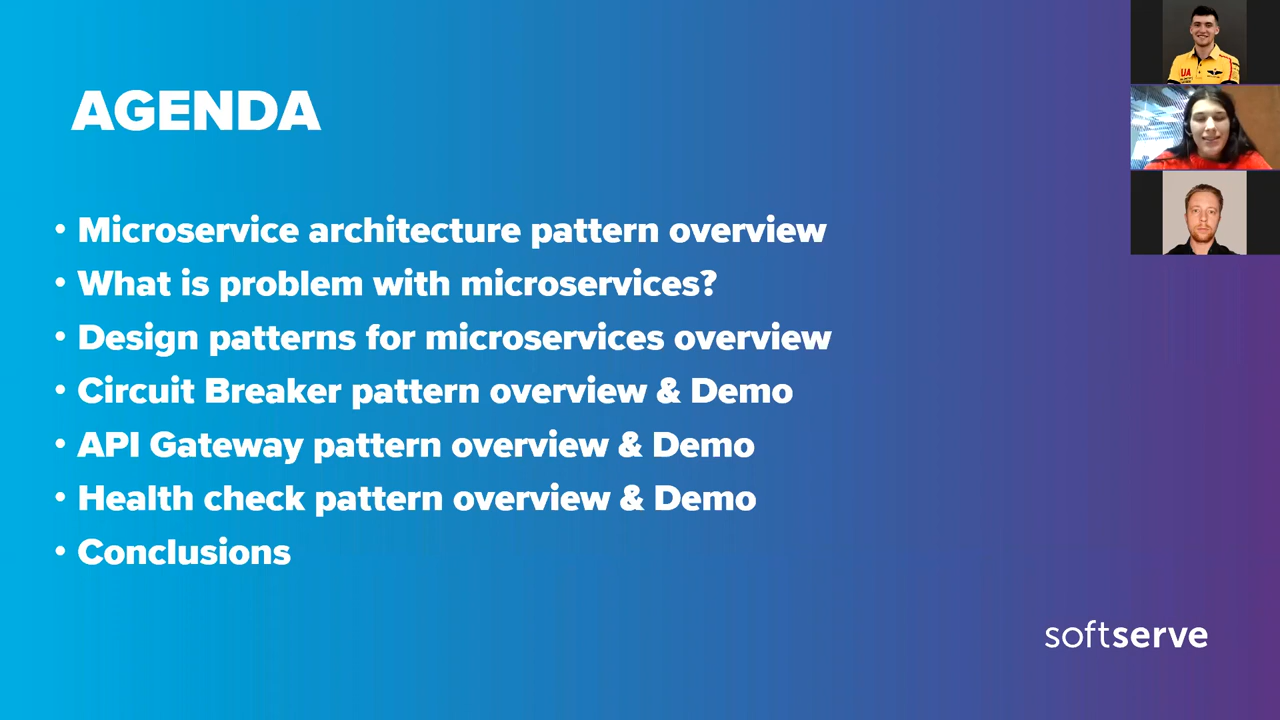 AGENDA
• Microservice architecture pattern overview
• What is problem with microservices?
• Design patterns for microservices overview
• Circuit Breaker pattern overview & Demo
• API Gateway pattern overview & Demo
• Health check pattern overview & Demo
• Conclusions
softserve
UA